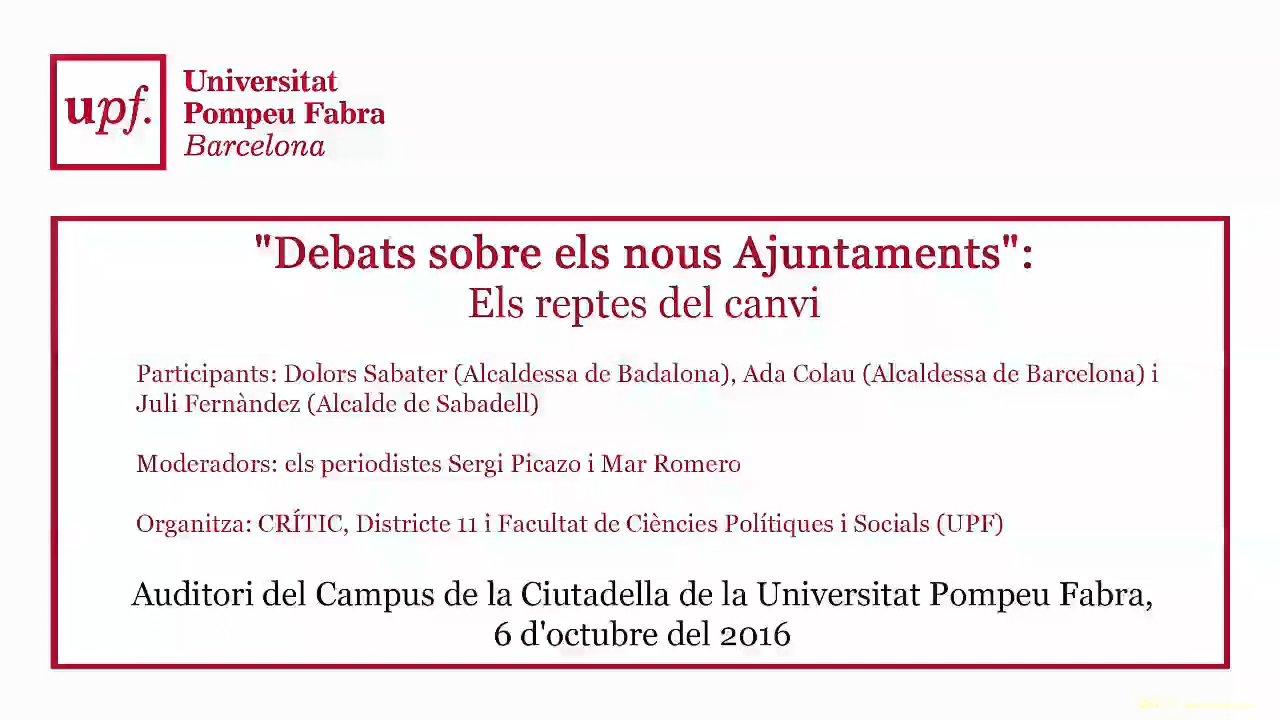 upf.
Universitat
Pompeu Fabra
Barcelona
"Debats sobre els nous Ajuntaments":
Els reptes del canvi
Participants: Dolors Sabater (Alcaldessa de Badalona), Ada Colau (Alcaldessa de Barcelona) i
Juli Fernàndez (Alcalde de Sabadell)
Moderadors: els periodistes Sergi Picazo i Mar Romero
Organitza: CRÍTIC, Districte 11 i Facultat de Ciències Polítiques i Socials (UPF)
Auditori del Campus de la Ciutadella de la Universitat Pompeu Fabra,
6 d'octubre del 2016